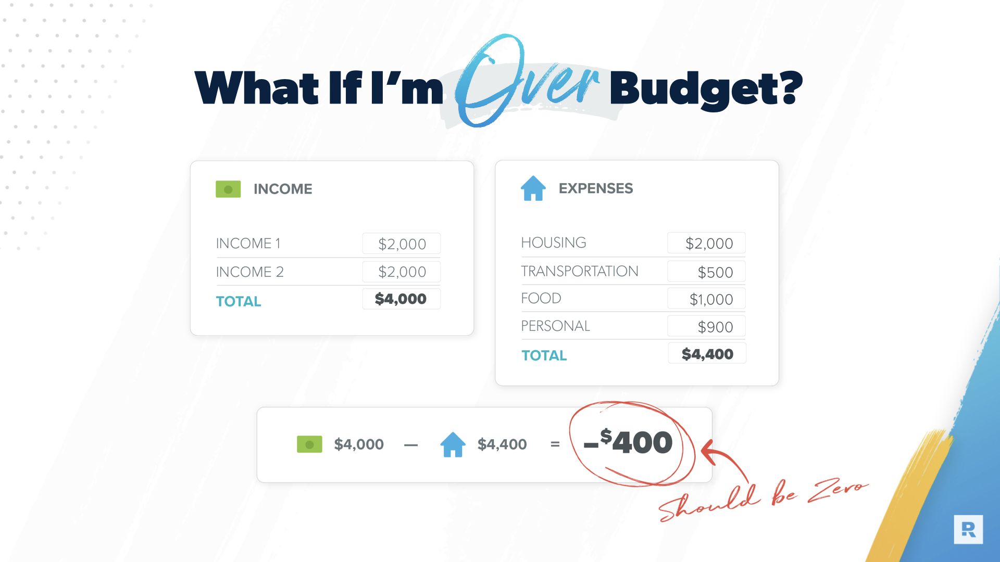 What If I'm Over Budget?
INCOME
INCOME 1 $2,000
INCOME 2 $2,000
TOTAL $4,000
EXPENSES
HOUSING $2,000
TRANSPORTATION $500
FOOD $1,000
PERSONAL $900
TOTAL $4,400
$4,000 — $4,400 = –$400
Should be Zero
R